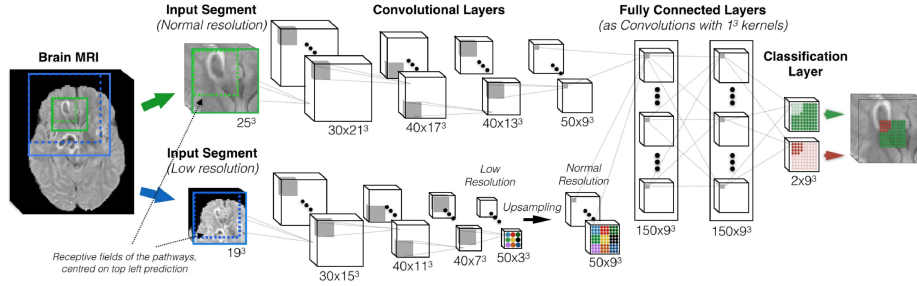 Brain MRI
Input Segment
(Normal resolution)
25³
Convolutional Layers
30x21³
40x17³
40x13³
50x9³
Fully Connected Layers
(as Convolutions with 1³ kernels)
Classification
Layer
2x9³
150x9³
150x9³
Input Segment
(Low resolution)
19³
30x15³
40x11³
40x7³
50x3³
Low
Resolution
Upsampling
Normal
Resolution
50x9³
Receptive fields of the pathways,
centred on top left prediction